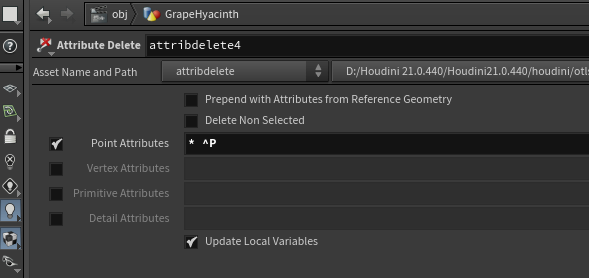 obj GrapeHyacinth
Attribute Delete attribdelete4
Asset Name and Path attribdelete D:/Houdini 21.0.440/Houdini21.0.440/houdini/otls
Prepend with Attributes from Reference Geometry
Delete Non Selected
Point Attributes * ^P
Vertex Attributes
Primitive Attributes
Detail Attributes
Update Local Variables